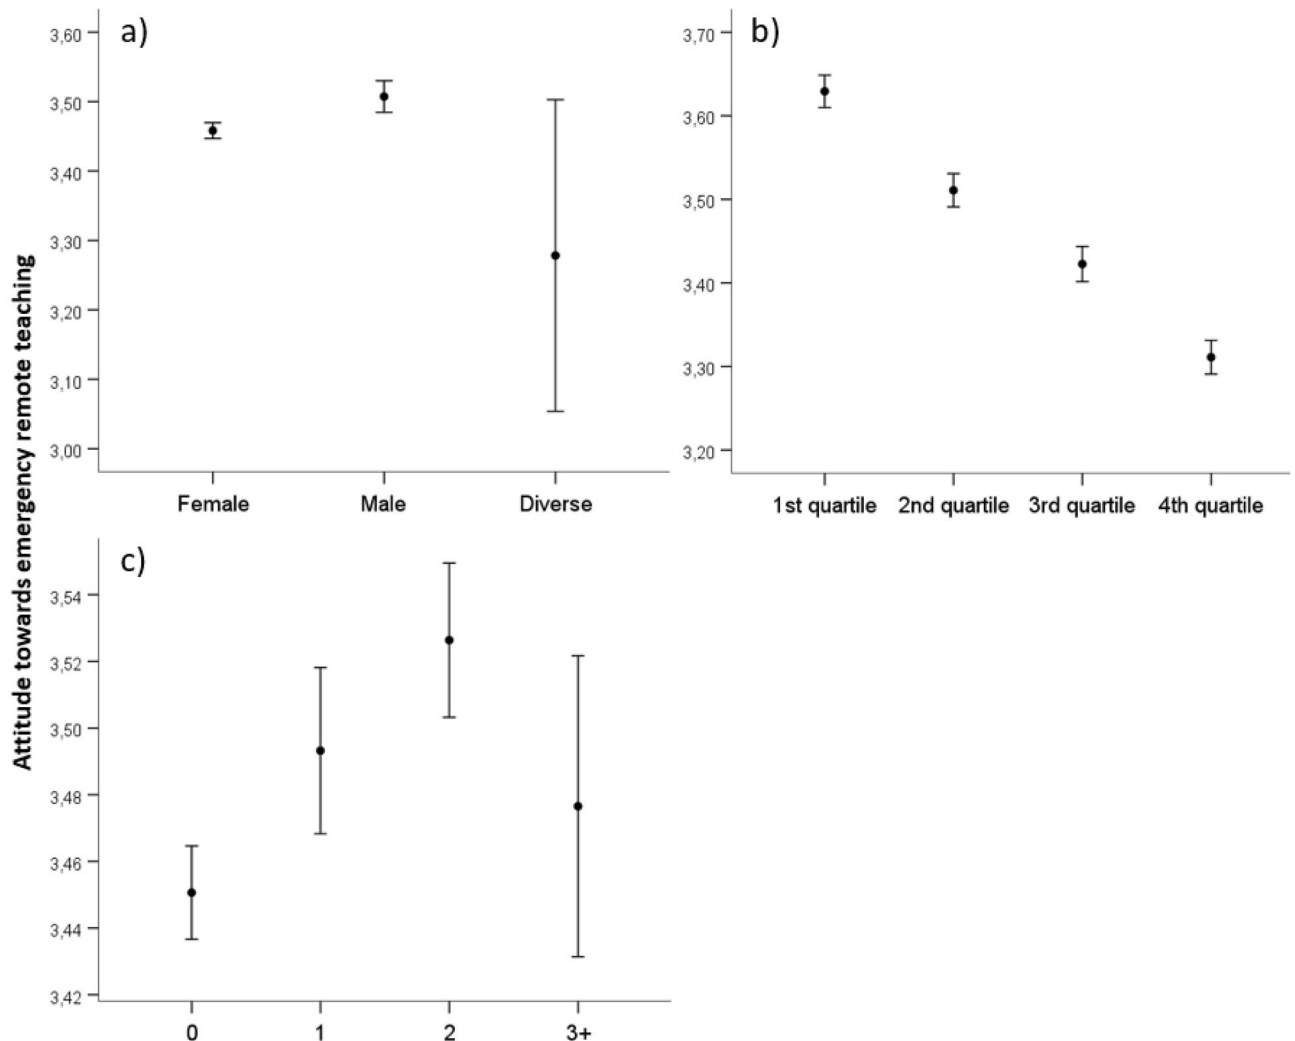 Attitude towards emergency remote teaching
a)
3,60
3,50
3,40
3,30
3,20
3,10
3,00
Female Male Diverse
b)
3,70
3,60
3,50
3,40
3,30
3,20
1st quartile 2nd quartile 3rd quartile 4th quartile
c)
3,54
3,52
3,50
3,48
3,46
3,44
3,42
0 1 2 3+